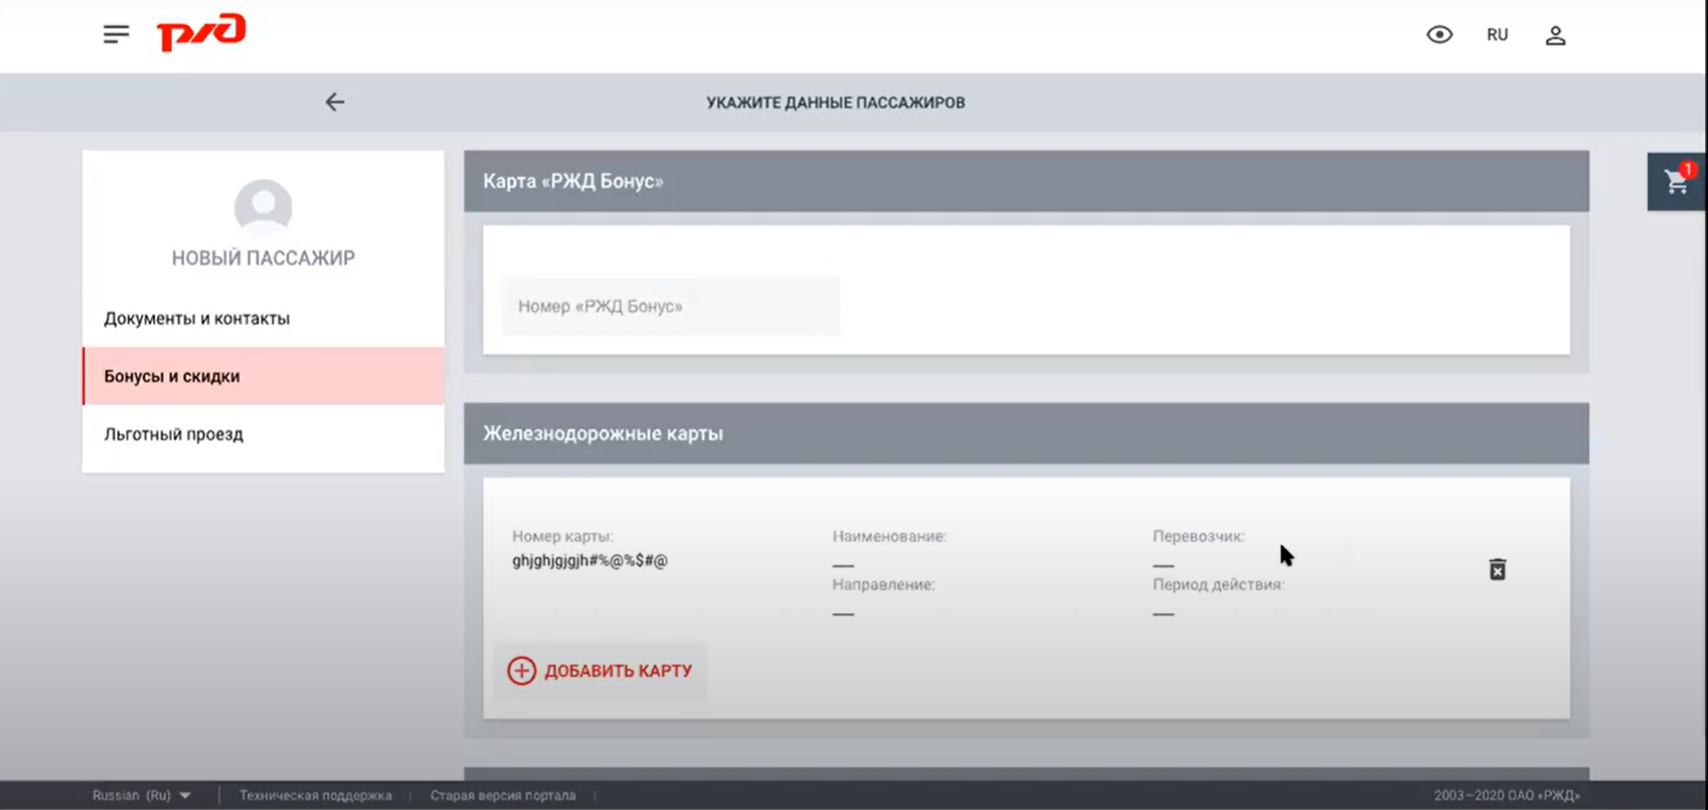 РЖД
RU
УКАЖИТЕ ДАННЫЕ ПАССАЖИРОВ
1
НОВЫЙ ПАССАЖИР
Документы и контакты
Бонусы и скидки
Льготный проезд
Карта «РЖД Бонус»
Номер «РЖД Бонус»
Железнодорожные карты
Номер карты: Наименование: Перевозчик:
ghjghjgjgjh#%@%$#@ — —
Направление: Период действия:
— —
ДОБАВИТЬ КАРТУ
Russian (Ru) | Техническая поддержка | Старая версия портала | 2003–2020 ОАО «РЖД»